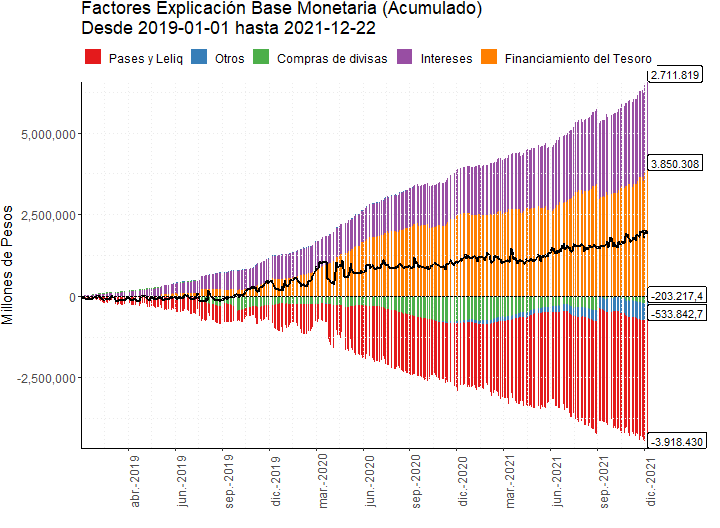 Factores Explicación Base Monetaria (Acumulado)
Desde 2019-01-01 hasta 2021-12-22
Pases y Leliq Otros Compras de divisas Intereses Financiamiento del Tesoro
2.711.819
5,000,000
3.850.308
2,500,000
Millones de Pesos
0
-203.217,4
-533.842,7
-2,500,000
-3.918.430
abr.-2019 jun.-2019 sep.-2019 dic.-2019 mar.-2020 jun.-2020 sep.-2020 dic.-2020 mar.-2021 jun.-2021 sep.-2021 dic.-2021